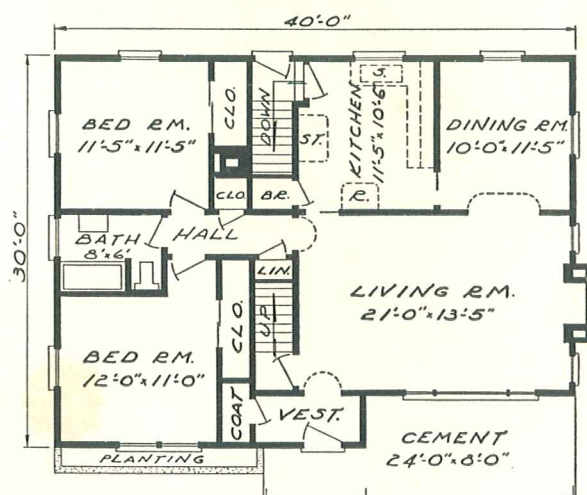 40'-0"
BED RM.
11'-5" x 11'-5"
CLO.
DOWN
ST.
KITCHEN
11'-5" x 10'-6"
S.
DINING RM.
10'-0" x 11'-5"
CLO.
BR.
R.
30'-0"
BATH
8' x 6'
HALL
LIN.
LIVING RM.
21'-0" x 13'-5"
UP
CLO.
BED RM.
12'-0" x 11'-0"
COAT
VEST.
CEMENT
24'-0" x 8'-0"
PLANTING